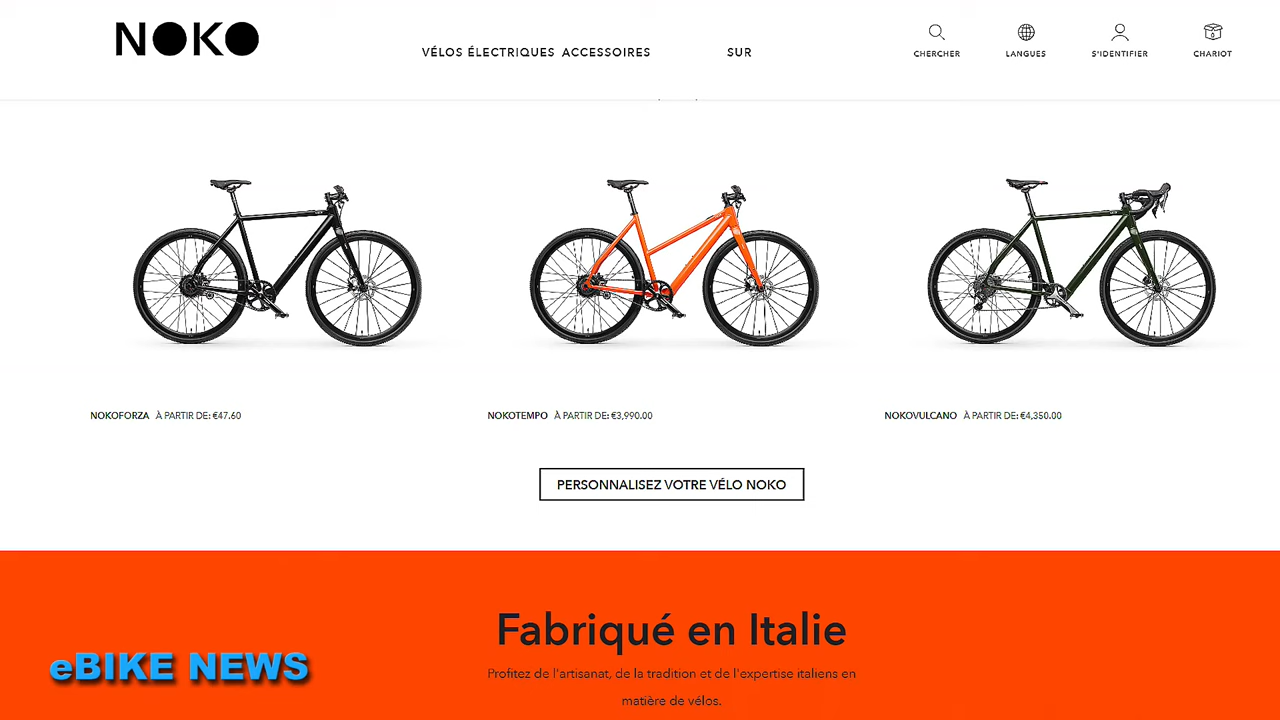 NOKO
VÉLOS ÉLECTRIQUES ACCESSOIRES SUR
CHERCHER LANGUES S'IDENTIFIER CHARIOT
NOKOFORZA À PARTIR DE: €47.60
NOKOTEMPO À PARTIR DE: €3,990.00
NOKOVULCANO À PARTIR DE: €4,350.00
PERSONNALISEZ VOTRE VÉLO NOKO
Fabriqué en Italie
Profitez de l'artisanat, de la tradition et de l'expertise italiens en
matière de vélos.
eBIKE NEWS